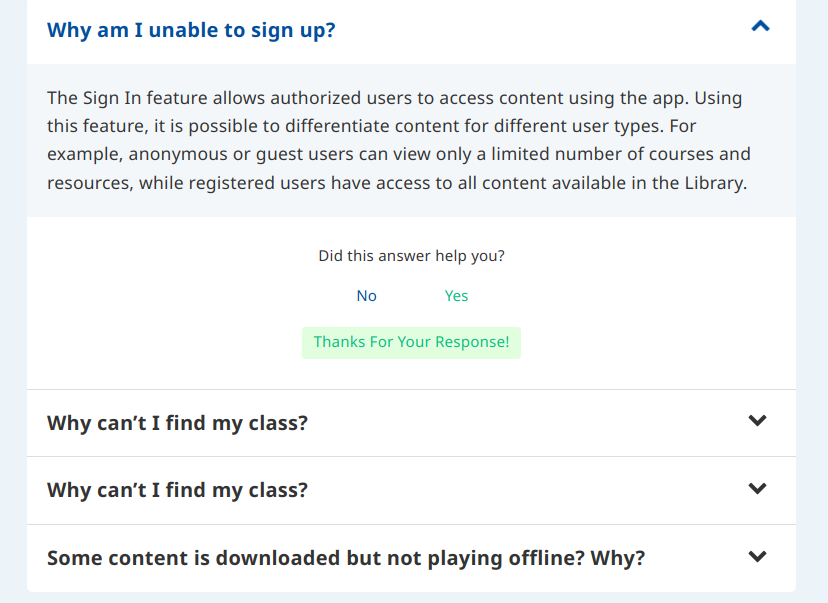 Why am I unable to sign up?
The Sign In feature allows authorized users to access content using the app. Using
this feature, it is possible to differentiate content for different user types. For
example, anonymous or guest users can view only a limited number of courses and
resources, while registered users have access to all content available in the Library.
Did this answer help you?
No Yes
Thanks For Your Response!
Why can’t I find my class?
Why can’t I find my class?
Some content is downloaded but not playing offline? Why?